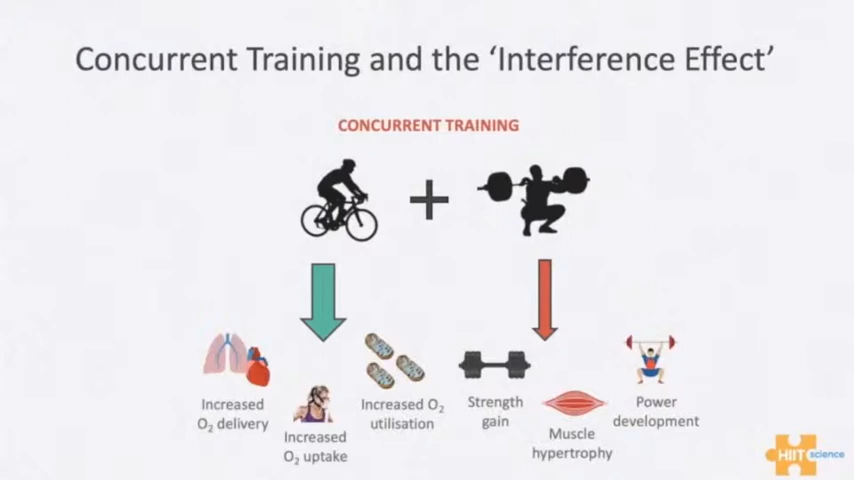 Concurrent Training and the ‘Interference Effect’
CONCURRENT TRAINING
Increased
O₂ delivery
Increased
O₂ uptake
Increased O₂
utilisation
Strength
gain
Muscle
hypertrophy
Power
development
HIIT science